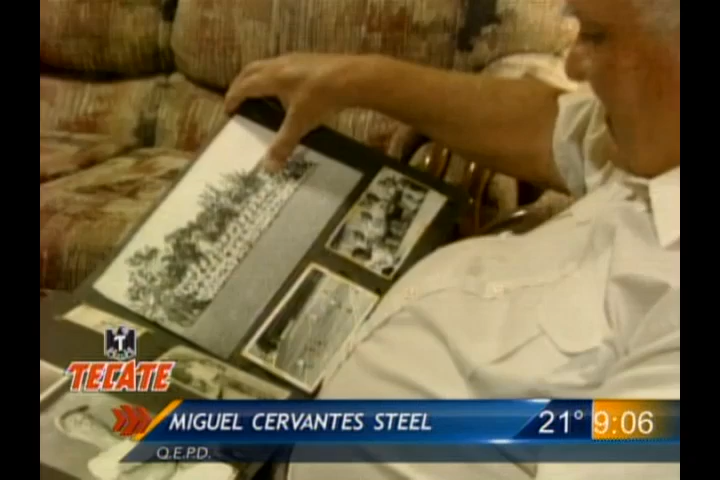 T
TECATE
MIGUEL CERVANTES STEEL
21° 9:06
Q.E.P.D.